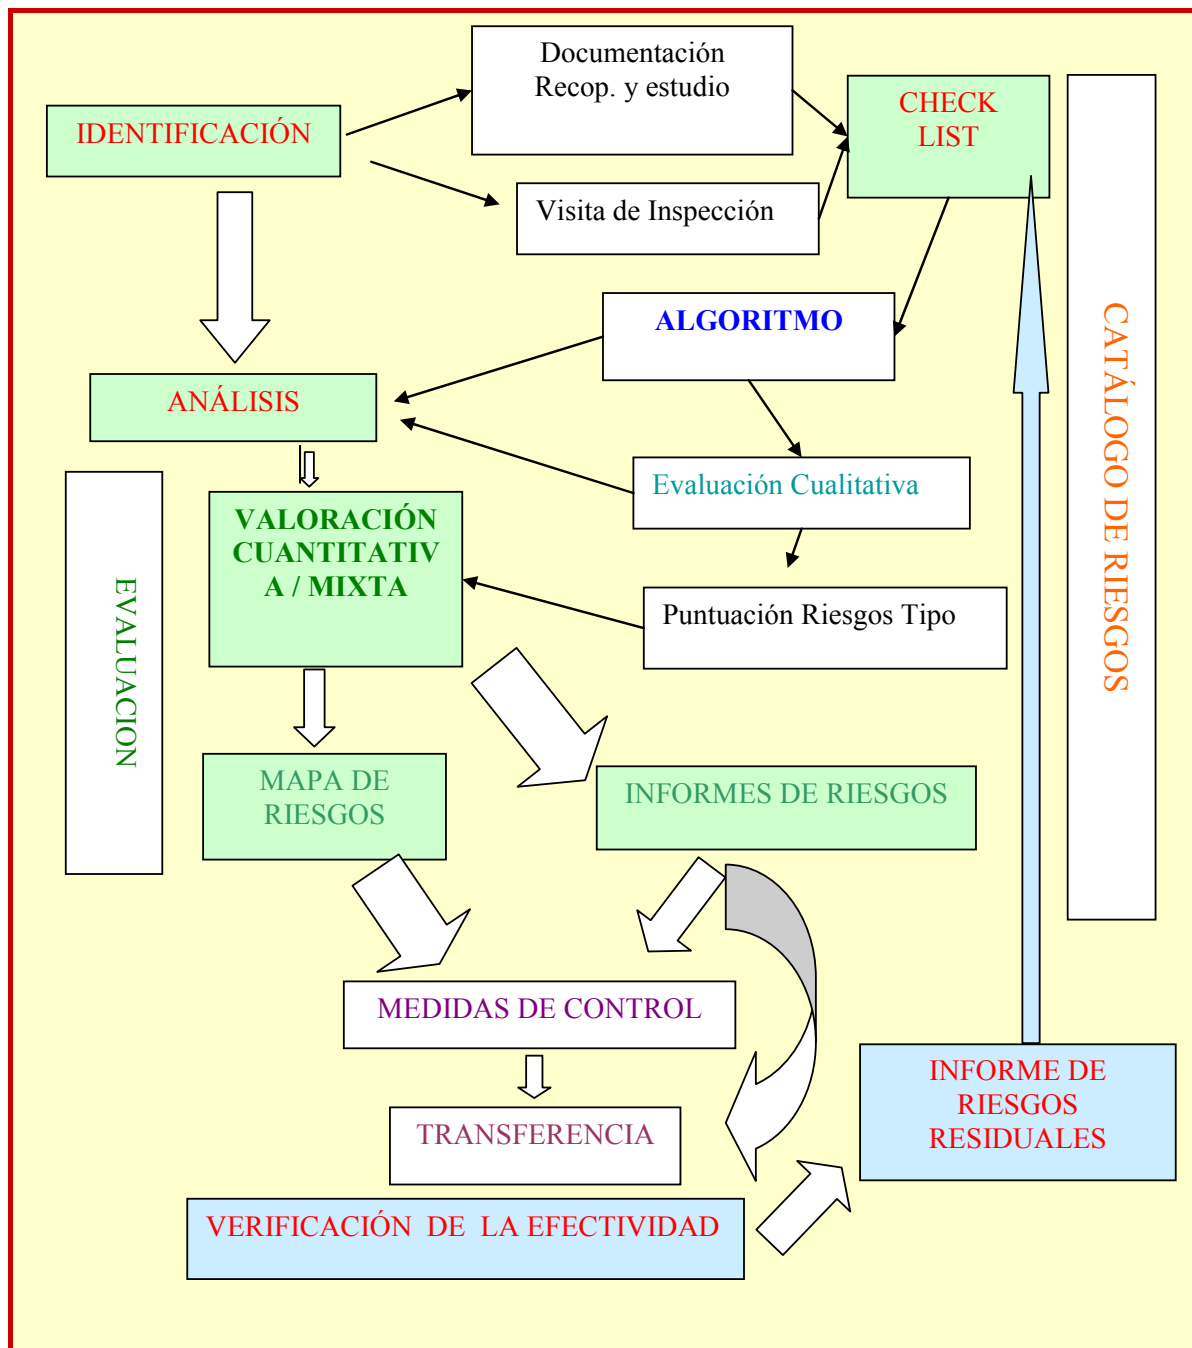 Documentación
Recop. y estudio
CHECK
LIST
IDENTIFICACIÓN
Visita de Inspección
ALGORITMO
CATÁLOGO DE RIESGOS
ANÁLISIS
Evaluación Cualitativa
EVALUACION
VALORACIÓN
CUANTITATIV
A / MIXTA
Puntuación Riesgos Tipo
MAPA DE
RIESGOS
INFORMES DE RIESGOS
MEDIDAS DE CONTROL
INFORME DE
RIESGOS
RESIDUALES
TRANSFERENCIA
VERIFICACIÓN DE LA EFECTIVIDAD